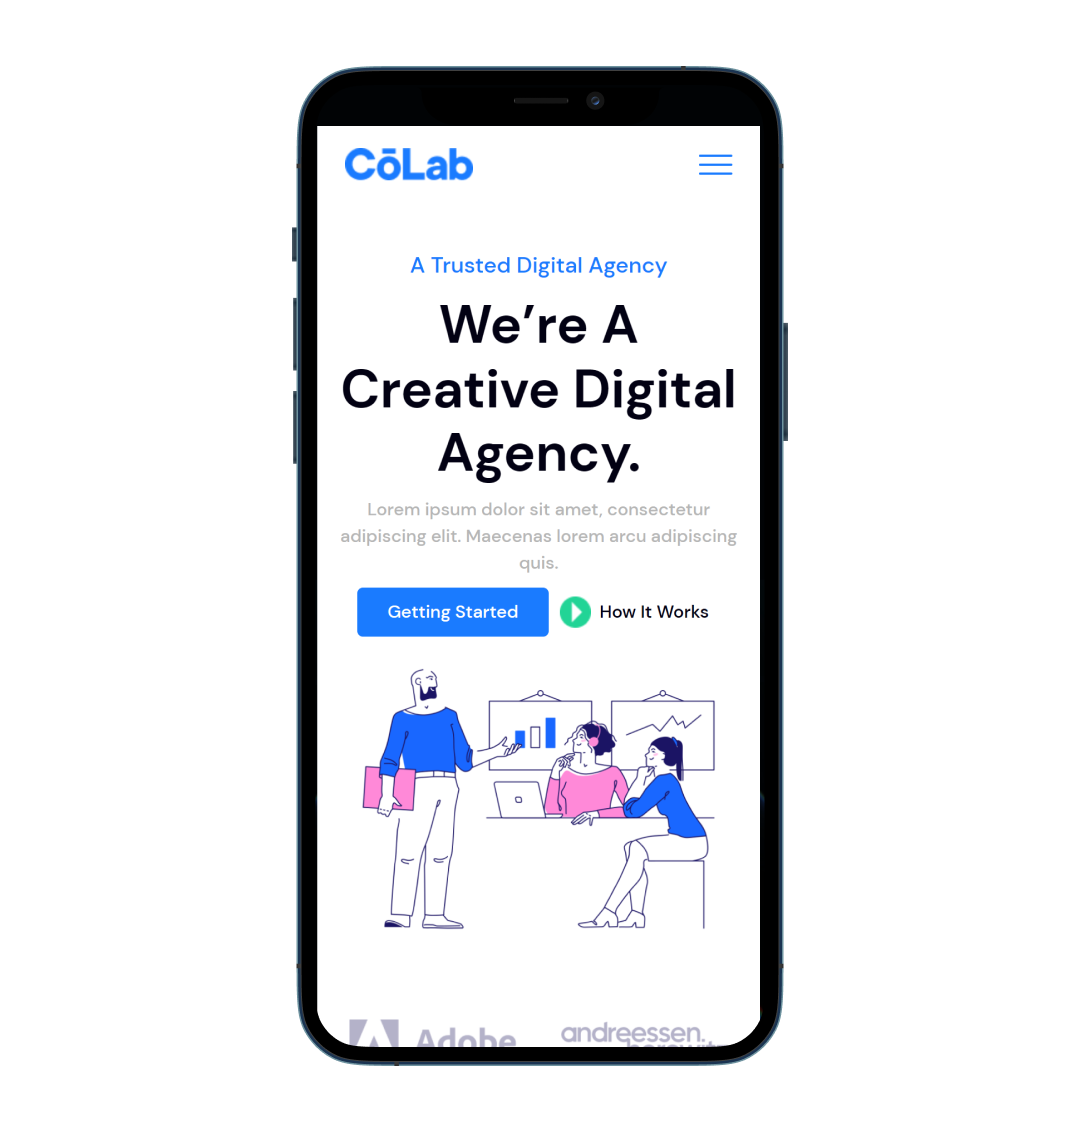 CōLab
A Trusted Digital Agency
We’re A
Creative Digital
Agency.
Lorem ipsum dolor sit amet, consectetur
adipiscing elit. Maecenas lorem arcu adipiscing
quis.
Getting Started How It Works
Adobe andreessen.
horowitz